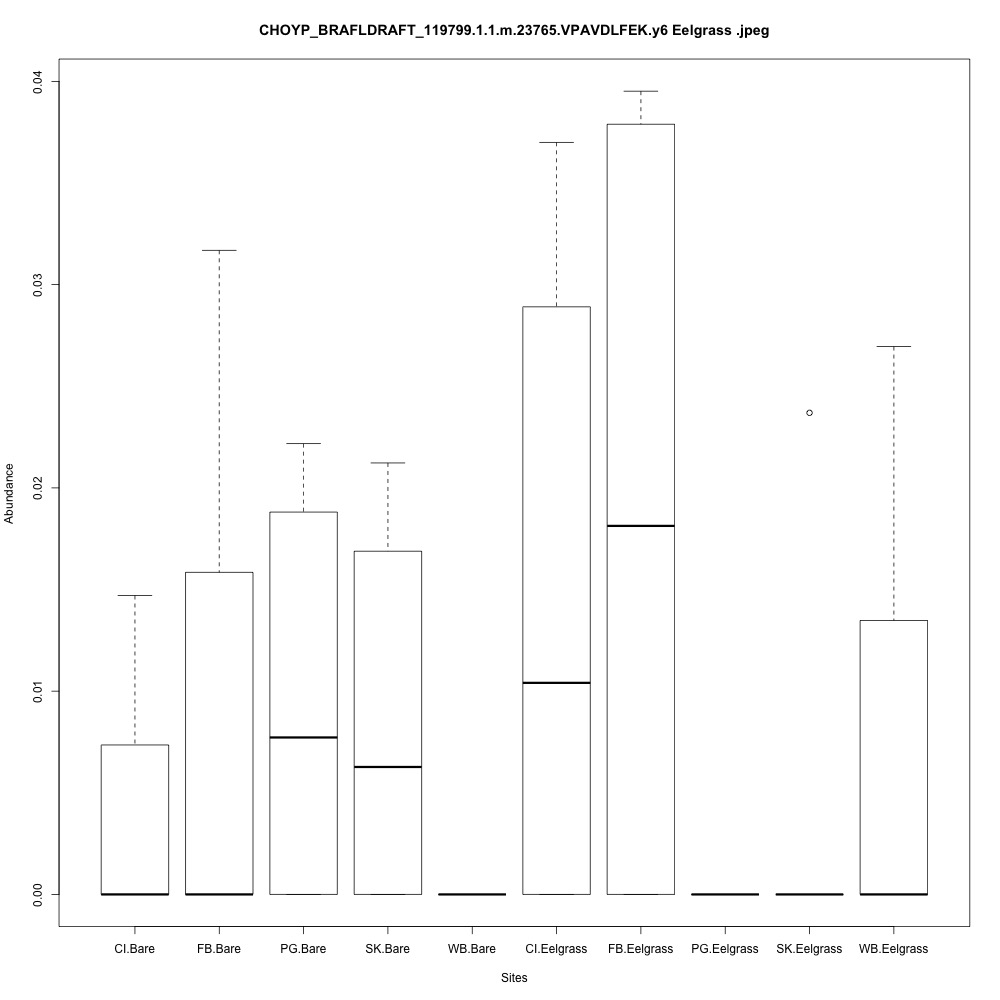 CHOYP_BRAFLDRAFT_119799.1.1.m.23765.VPAVDLFEK.y6 Eelgrass .jpeg
0.04
0.03
0.02
0.01
0.00
Abundance
CI.Bare FB.Bare PG.Bare SK.Bare WB.Bare CI.Eelgrass FB.Eelgrass PG.Eelgrass SK.Eelgrass WB.Eelgrass
Sites